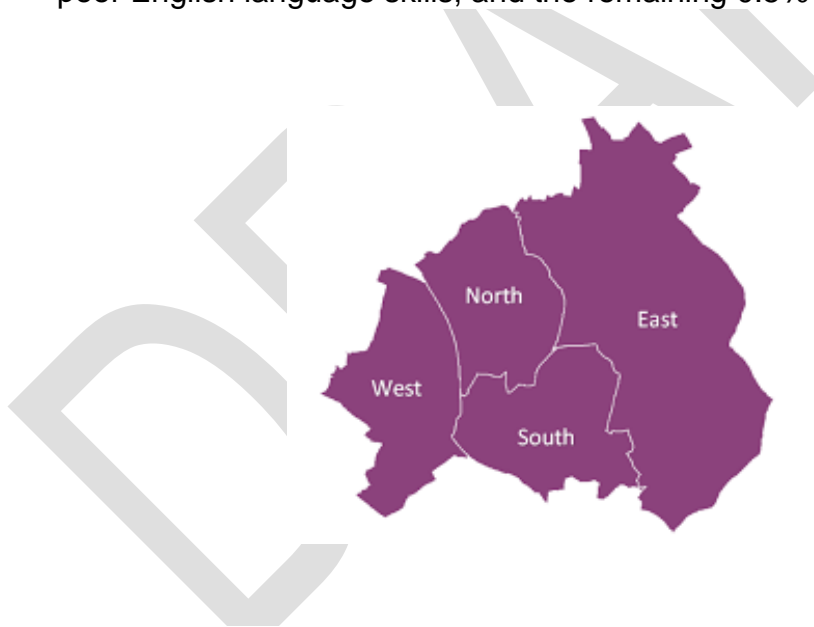 poor English language skills, and the remaining
North
East
West
South